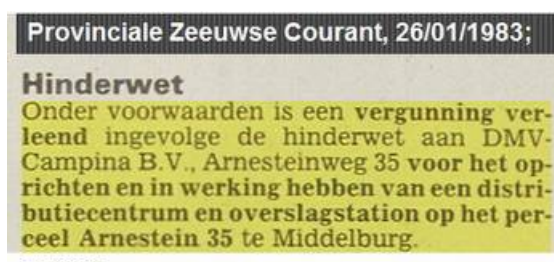 Provinciale Zeeuwse Courant, 26/01/1983;
Hinderwet
Onder voorwaarden is een vergunning ver-
leend ingevolge de hinderwet aan DMV-
Campina B.V., Arnesteinweg 35 voor het op-
richten en in werking hebben van een distri-
butiecentrum en overslagstation op het per-
ceel Arnestein 35 te Middelburg.